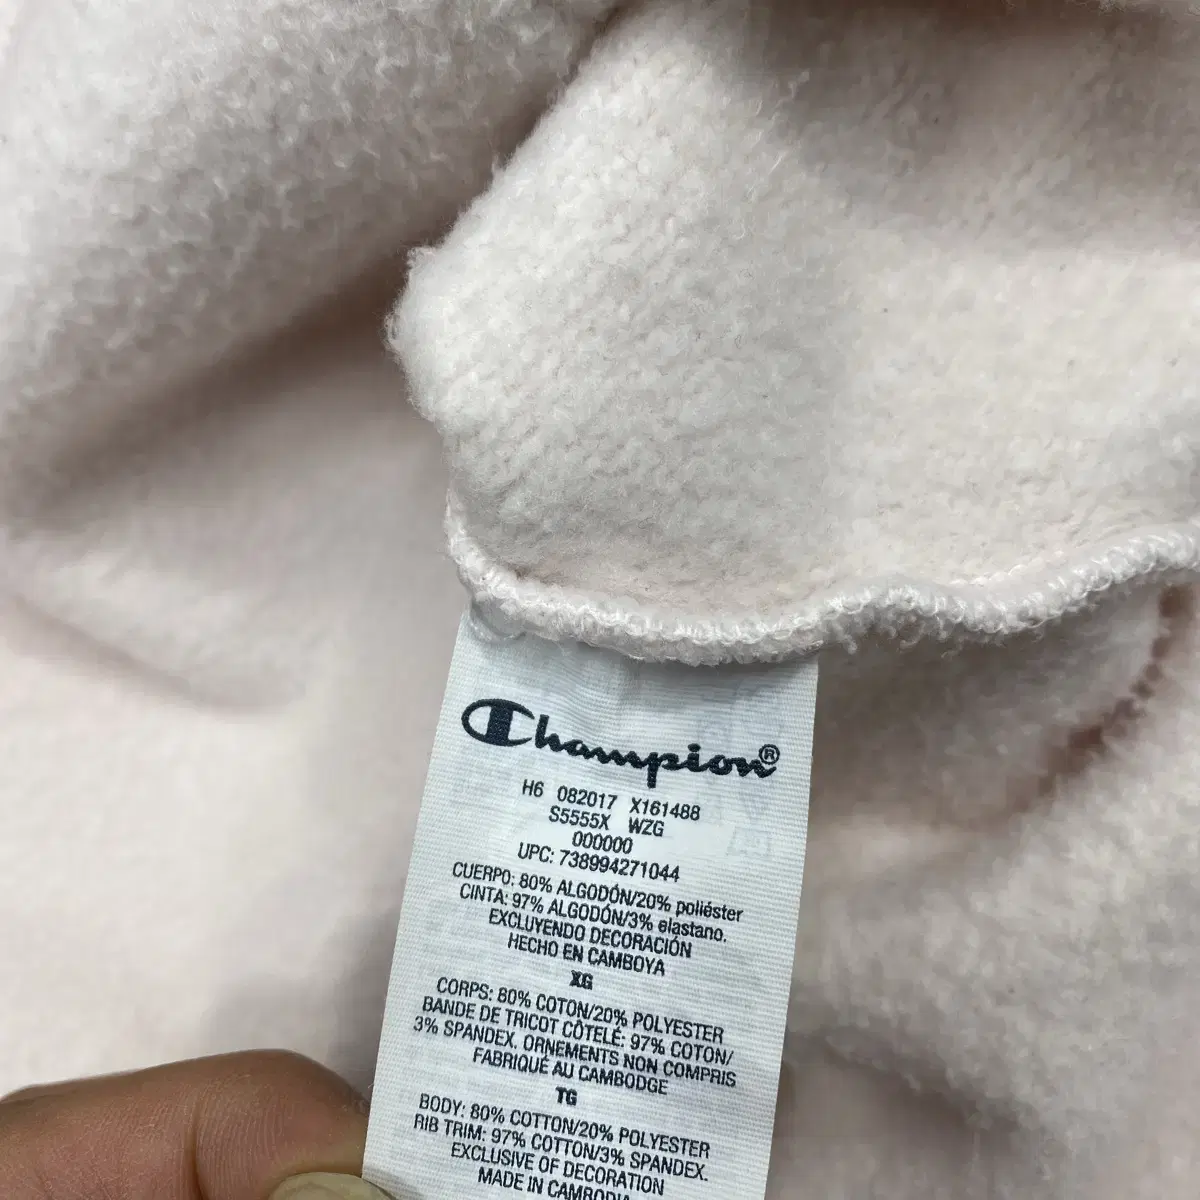 Champion®
H6 082017 X161488
S5555X WZG
000000
UPC: 738994271044
CUERPO: 80% ALGODÓN/20% poliéster
CINTA: 97% ALGODÓN/3% elastano.
EXCLUYENDO DECORACIÓN
HECHO EN CAMBOYA
XG
CORPS: 80% COTON/20% POLYESTER
BANDE DE TRICOT CÔTELÉ: 97% COTON/
3% SPANDEX. ORNEMENTS NON COMPRIS
FABRIQUÉ AU CAMBODGE
TG
BODY: 80% COTTON/20% POLYESTER
RIB TRIM: 97% COTTON/3% SPANDEX.
EXCLUSIVE OF DECORATION
MADE IN CAMBODIA